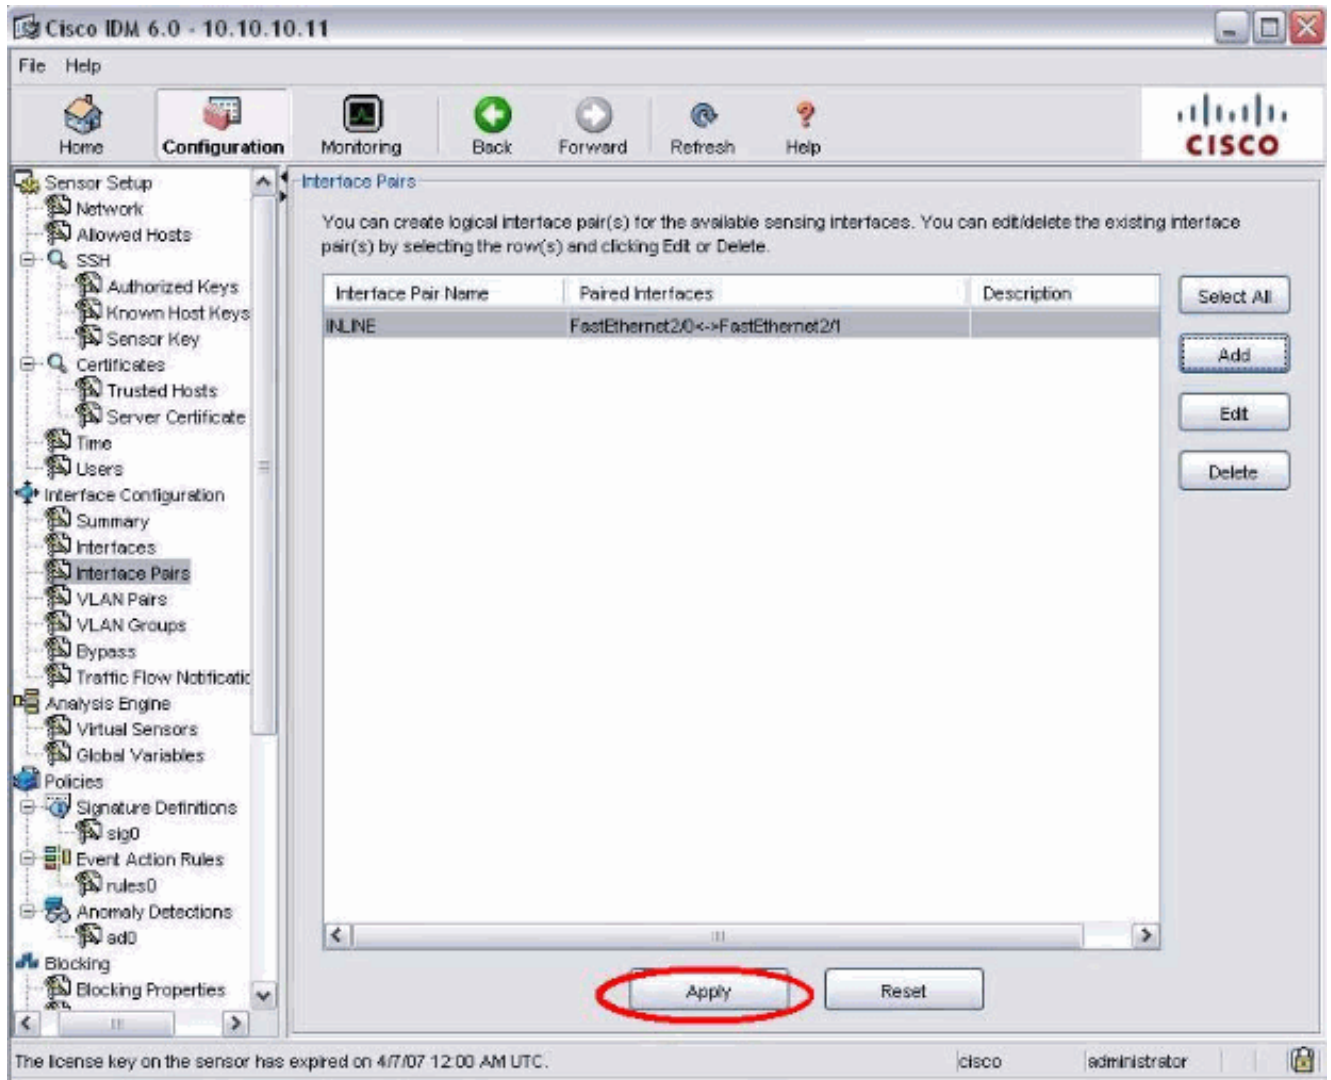 Cisco IDM 6.0 - 10.10.10.11
File Help
Home Configuration Monitoring Back Forward Refresh Help
CISCO
Sensor Setup
Network
Allowed Hosts
SSH
Authorized Keys
Known Host Keys
Sensor Key
Certificates
Trusted Hosts
Server Certificate
Time
Users
Interface Configuration
Summary
Interfaces
Interface Pairs
VLAN Pairs
VLAN Groups
Bypass
Traffic Flow Notificatic
Analysis Engine
Virtual Sensors
Global Variables
Policies
Signature Definitions
sig0
Event Action Rules
rules0
Anomaly Detections
ad0
Blocking
Blocking Properties
Interface Pairs
You can create logical interface pair(s) for the available sensing interfaces. You can edit/delete the existing interface
pair(s) by selecting the row(s) and clicking Edit or Delete.
Interface Pair Name Paired Interfaces Description
INLINE FastEthernet2/0<->FastEthernet2/1
Select All
Add
Edit
Delete
Apply Reset
The license key on the sensor has expired on 4/7/07 12:00 AM UTC. cisco administrator